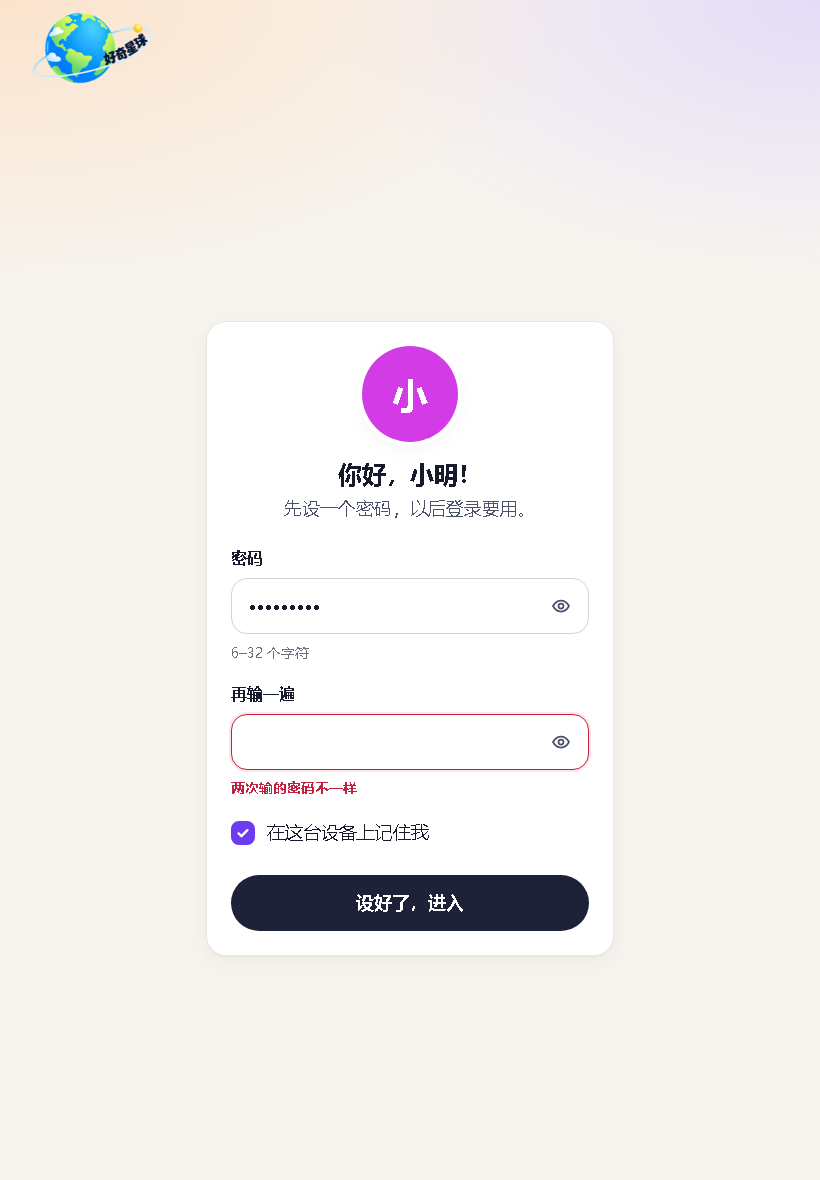 好奇星球
小
你好，小明！
先设一个密码，以后登录要用。
密码
•••••••••
6–32 个字符
再输一遍
两次输的密码不一样
在这台设备上记住我
设好了，进入